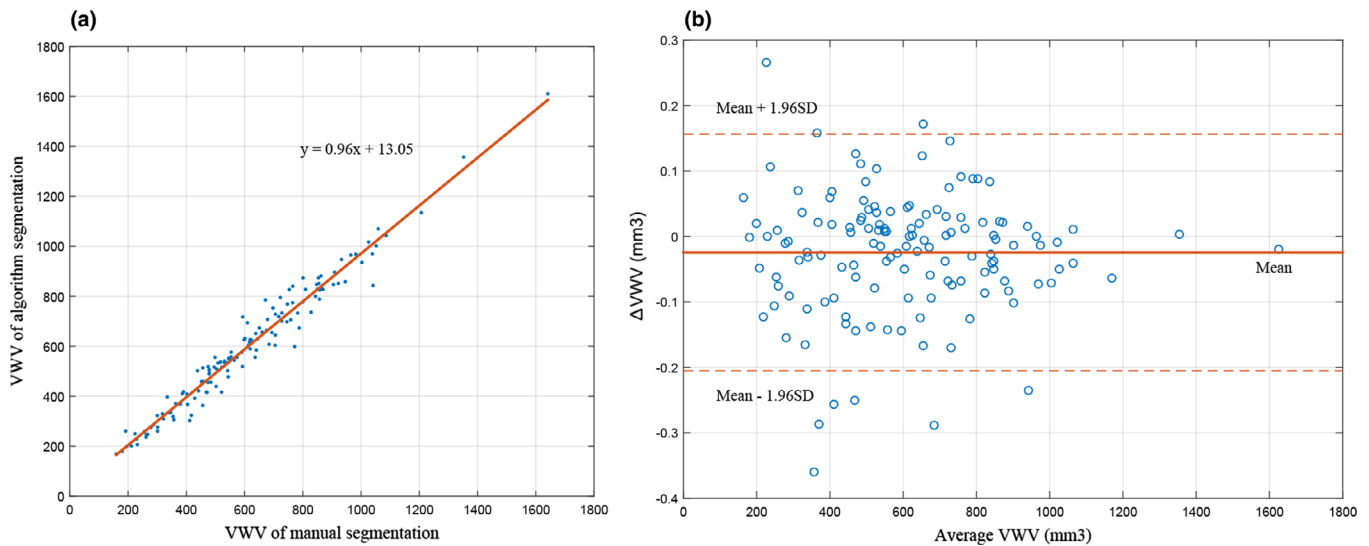 (a)
1800
1600
1400
1200
1000
800
600
400
200
0
VWV of algorithm segmentation
y = 0.96x + 13.05
0 200 400 600 800 1000 1200 1400 1600 1800
VWV of manual segmentation
(b)
0.3
0.2
0.1
0
-0.1
-0.2
-0.3
-0.4
ΔVWV (mm3)
Mean + 1.96SD
Mean
Mean - 1.96SD
0 200 400 600 800 1000 1200 1400 1600 1800
Average VWV (mm3)